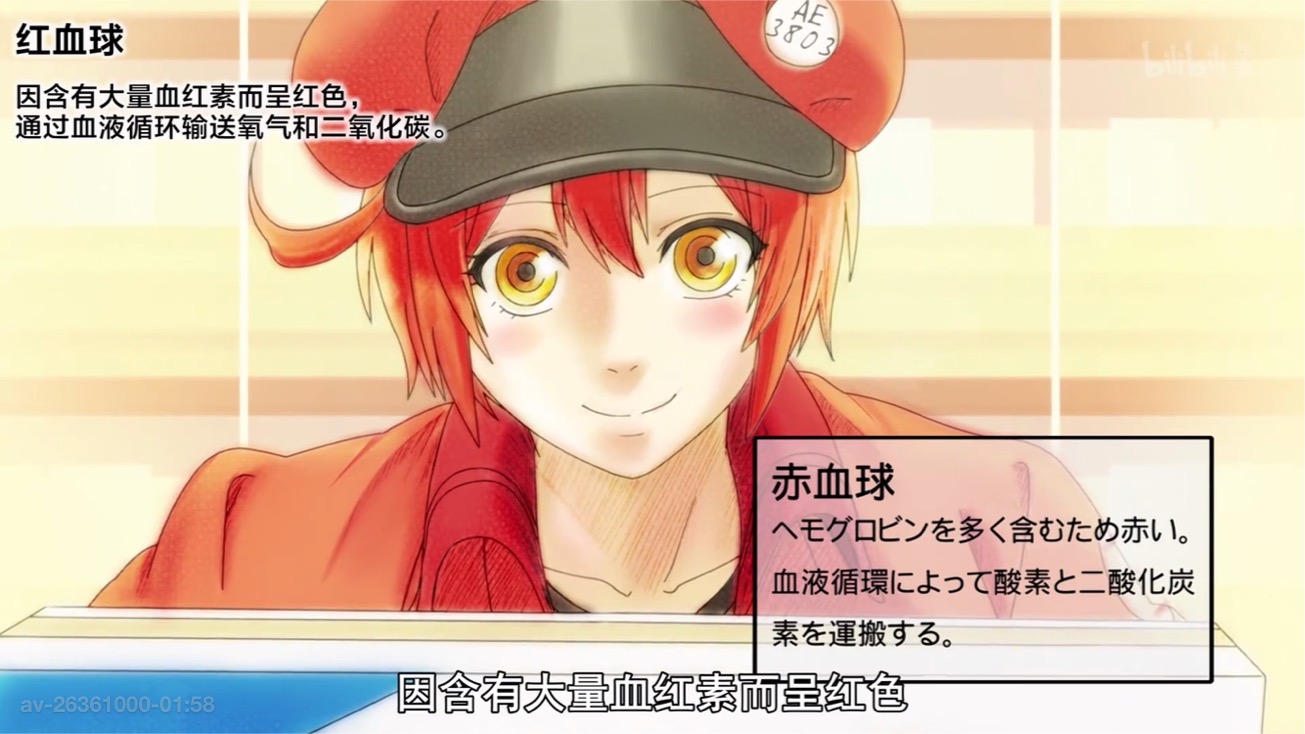 红血球
因含有大量血红素而呈红色，
通过血液循环输送氧气和二氧化碳。
AE
3803
bilibili
赤血球
ヘモグロビンを多く含むため赤い。
血液循環によって酸素と二酸化炭
素を運搬する。
因含有大量血红素而呈红色
av-26361000-01:58